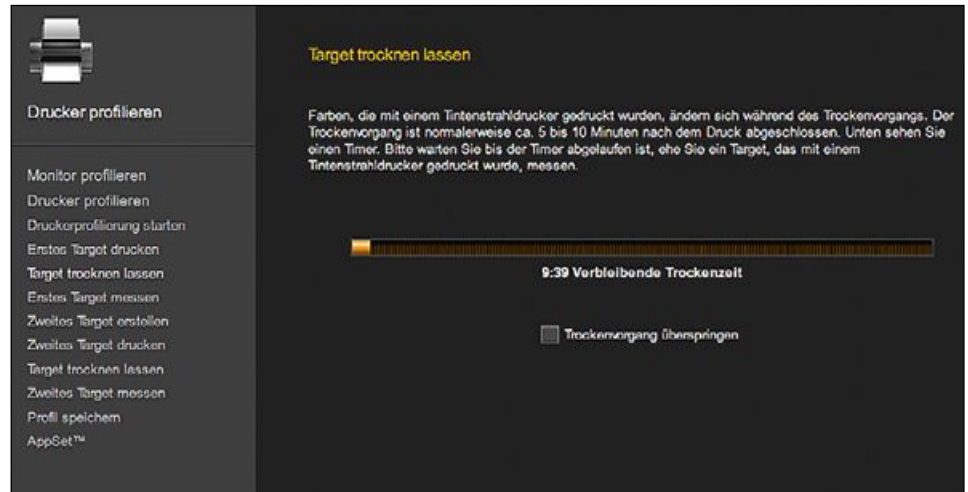 Drucker profilieren
Monitor profilieren
Drucker profilieren
Druckerprofilierung starten
Erstes Target drucken
Target trocknen lassen
Erstes Target messen
Zweites Target erstellen
Zweites Target drucken
Target trocknen lassen
Zweites Target messen
Profil speichern
AppSet™
Target trocknen lassen
Farben, die mit einem Tintenstrahldrucker gedruckt wurden, ändern sich während des Trockenvorgangs. Der
Trockenvorgang ist normalerweise ca. 5 bis 10 Minuten nach dem Druck abgeschlossen. Unten sehen Sie
einen Timer. Bitte warten Sie bis der Timer abgelaufen ist, ehe Sie ein Target, das mit einem
Tintenstrahldrucker gedruckt wurde, messen.
9:39 Verbleibende Trockenzeit
Trockenvorgang überspringen